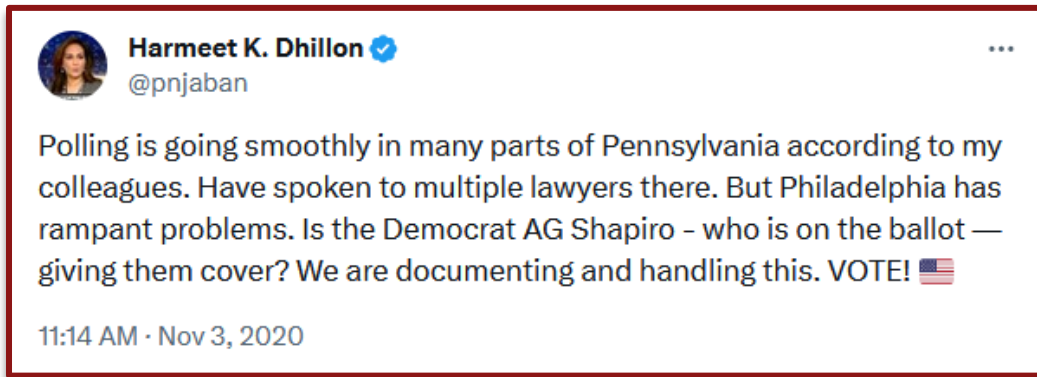 Harmeet K. Dhillon
@pnjaban
Polling is going smoothly in many parts of Pennsylvania according to my
colleagues. Have spoken to multiple lawyers there. But Philadelphia has
rampant problems. Is the Democrat AG Shapiro - who is on the ballot —
giving them cover? We are documenting and handling this. VOTE! 🇺🇸
11:14 AM · Nov 3, 2020